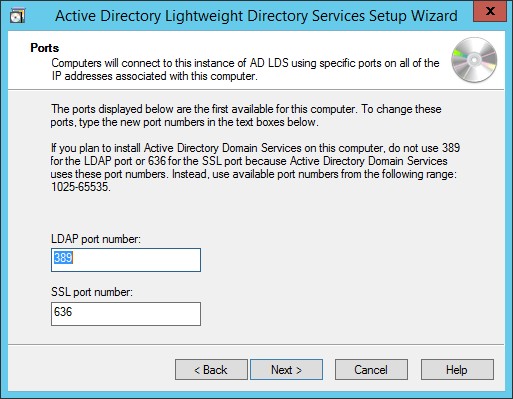 Active Directory Lightweight Directory Services Setup Wizard
Ports
Computers will connect to this instance of AD LDS using specific ports on all of the
IP addresses associated with this computer.
The ports displayed below are the first available for this computer. To change these
ports, type the new port numbers in the text boxes below.
If you plan to install Active Directory Domain Services on this computer, do not use 389
for the LDAP port or 636 for the SSL port because Active Directory Domain Services
uses these port numbers. Instead, use available port numbers from the following range:
1025-65535.
LDAP port number:
389
SSL port number:
636
< Back Next > Cancel Help